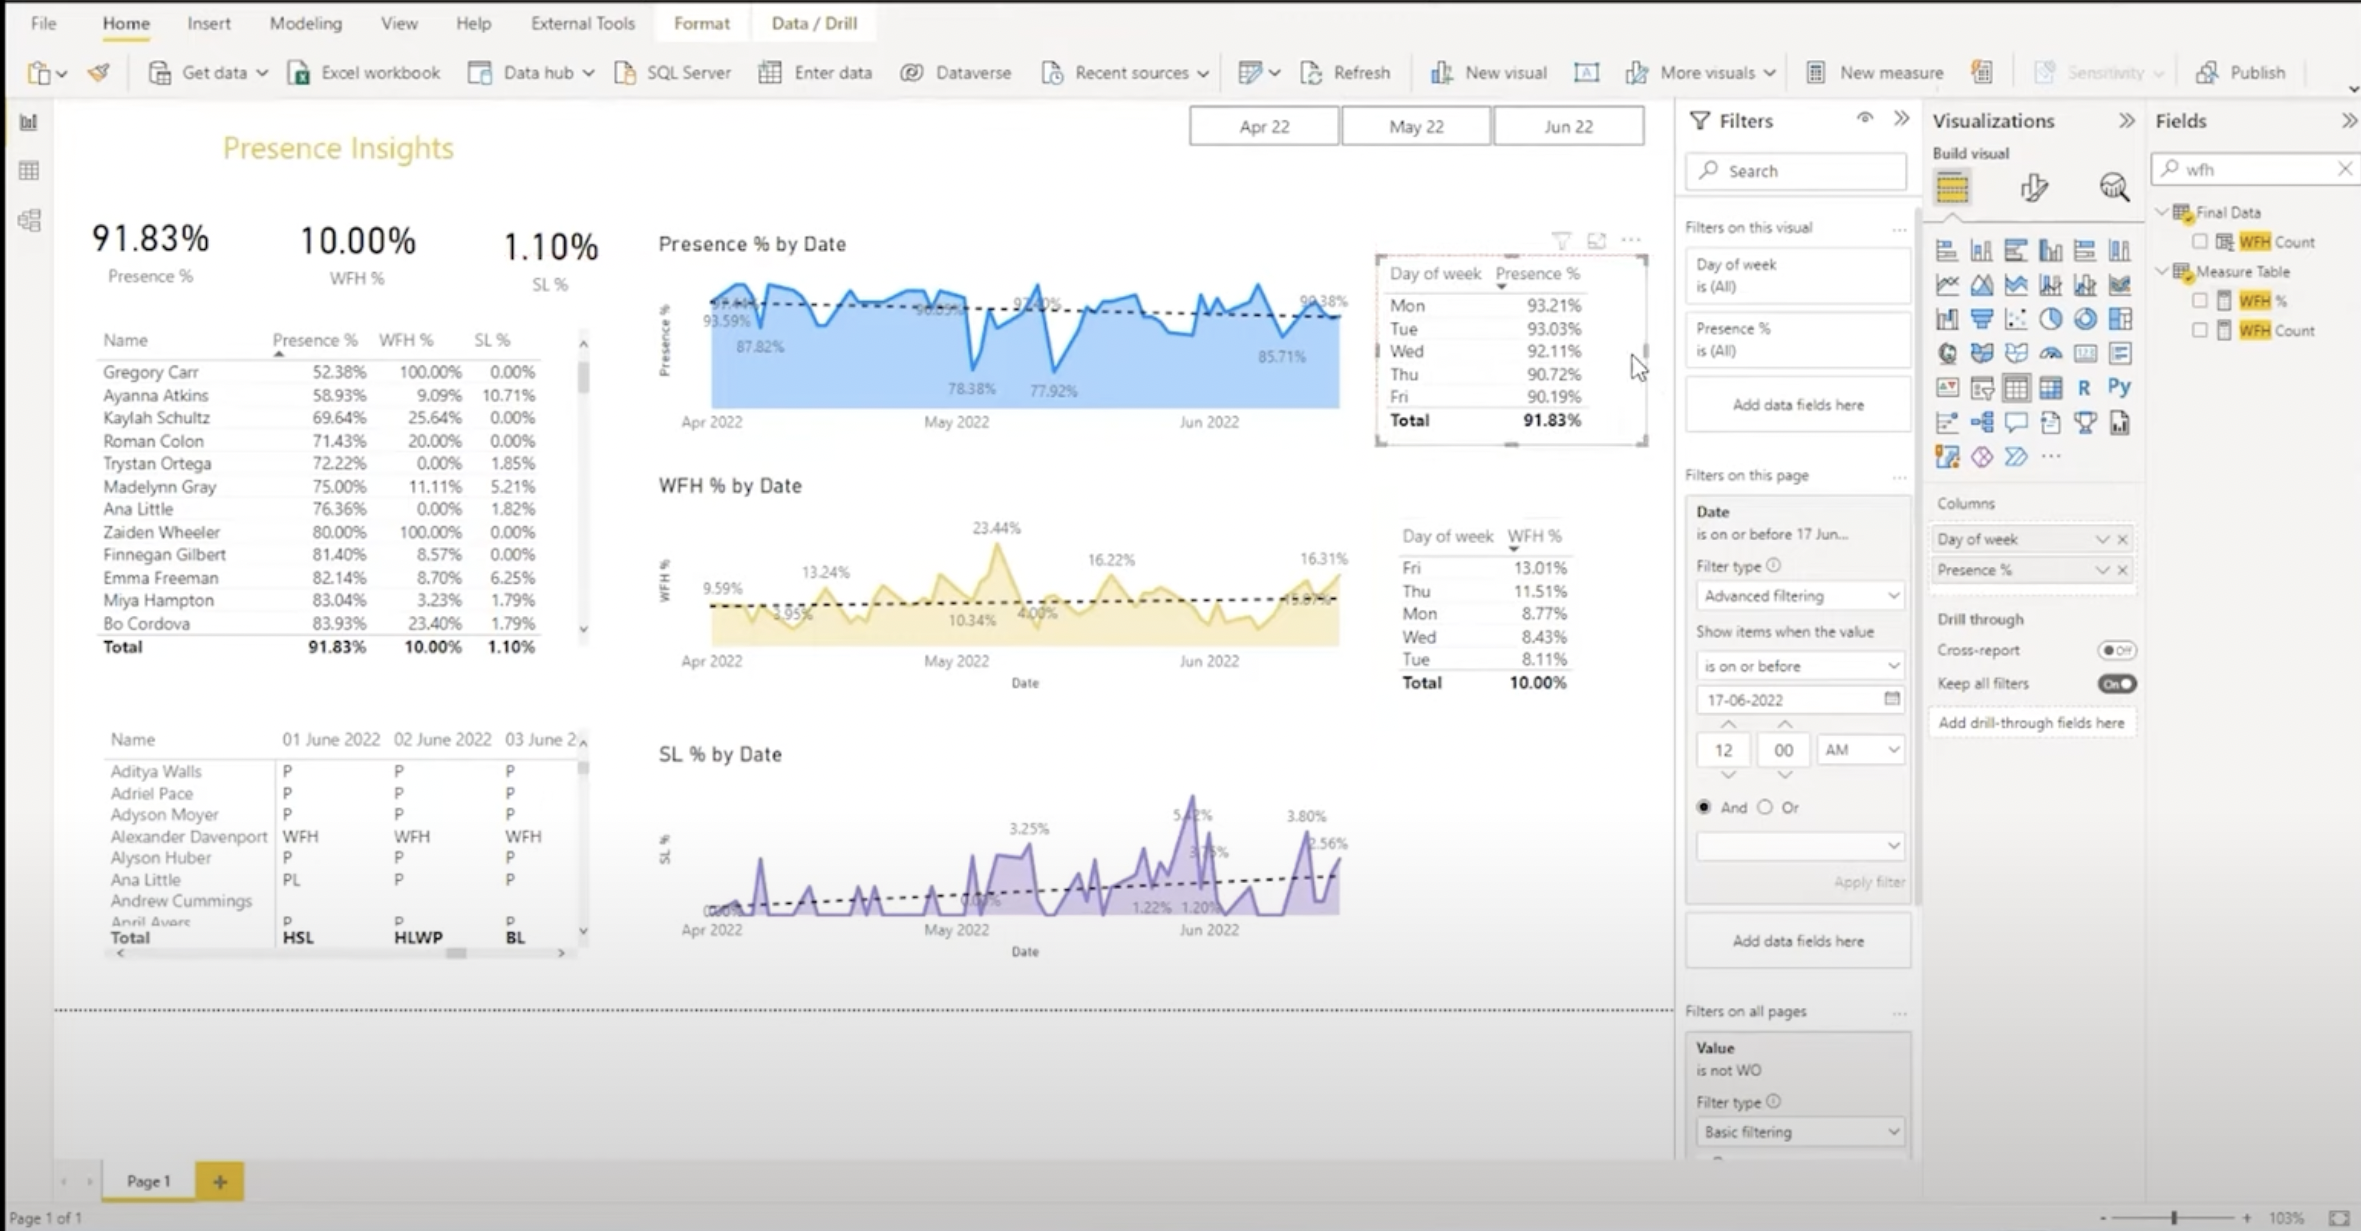 File Home Insert Modeling View Help External Tools Format Data / Drill
Get data Excel workbook Data hub SQL Server Enter data Dataverse Recent sources Refresh New visual More visuals New measure Sensitivity Publish
Presence Insights
Apr 22 May 22 Jun 22
91.83% 10.00% 1.10%
Presence % WFH % SL %
Name Presence % WFH % SL %
Gregory Carr 52.38% 100.00% 0.00%
Ayanna Atkins 58.93% 9.09% 10.71%
Kaylah Schultz 69.64% 25.64% 0.00%
Roman Colon 71.43% 20.00% 0.00%
Trystan Ortega 72.22% 0.00% 1.85%
Madelynn Gray 75.00% 11.11% 5.21%
Ana Little 76.36% 0.00% 1.82%
Zaiden Wheeler 80.00% 100.00% 0.00%
Finnegan Gilbert 81.40% 8.57% 0.00%
Emma Freeman 82.14% 8.70% 6.25%
Miya Hampton 83.04% 3.23% 1.79%
Bo Cordova 83.93% 23.40% 1.79%
Total 91.83% 10.00% 1.10%
Name 01 June 2022 02 June 2022 03 June 2
Aditya Walls P P P
Adriel Pace P P P
Adyson Moyer P P P
Alexander Davenport WFH WFH WFH
Alyson Huber P P P
Ana Little PL P P
Andrew Cummings
April Ayers P P P
Total HSL HLWP BL
Presence % by Date
Presence %
93.59%
87.82%
78.38%
77.92%
85.71%
99.38%
Apr 2022 May 2022 Jun 2022
Day of week Presence %
Mon 93.21%
Tue 93.03%
Wed 92.11%
Thu 90.72%
Fri 90.19%
Total 91.83%
WFH % by Date
WFH %
9.59%
13.24%
23.44%
16.22%
16.31%
3.95%
10.34%
4.00%
Apr 2022 May 2022 Jun 2022
Date
Day of week WFH %
Fri 13.01%
Thu 11.51%
Mon 8.77%
Wed 8.43%
Tue 8.11%
Total 10.00%
SL % by Date
SL %
3.25%
3.80%
2.56%
1.22% 1.20%
Apr 2022 May 2022 Jun 2022
Date
Filters
Search
Filters on this visual ...
Day of week
is (All)
Presence %
is (All)
Add data fields here
Filters on this page ...
Date
is on or before 17 Jun...
Filter type
Advanced filtering
Show items when the value
is on or before
17-06-2022
12 00 AM
And Or
Apply filter
Add data fields here
Filters on all pages ...
Value
is not WO
Filter type
Basic filtering
Visualizations
Build visual
R Py
123
...
Columns
Day of week
Presence %
Drill through
Cross-report Off
Keep all filters On
Add drill-through fields here
Fields
wfh
Final Data
WFH Count
Measure Table
WFH %
WFH Count
Page 1 +
Page 1 of 1
- + 103%